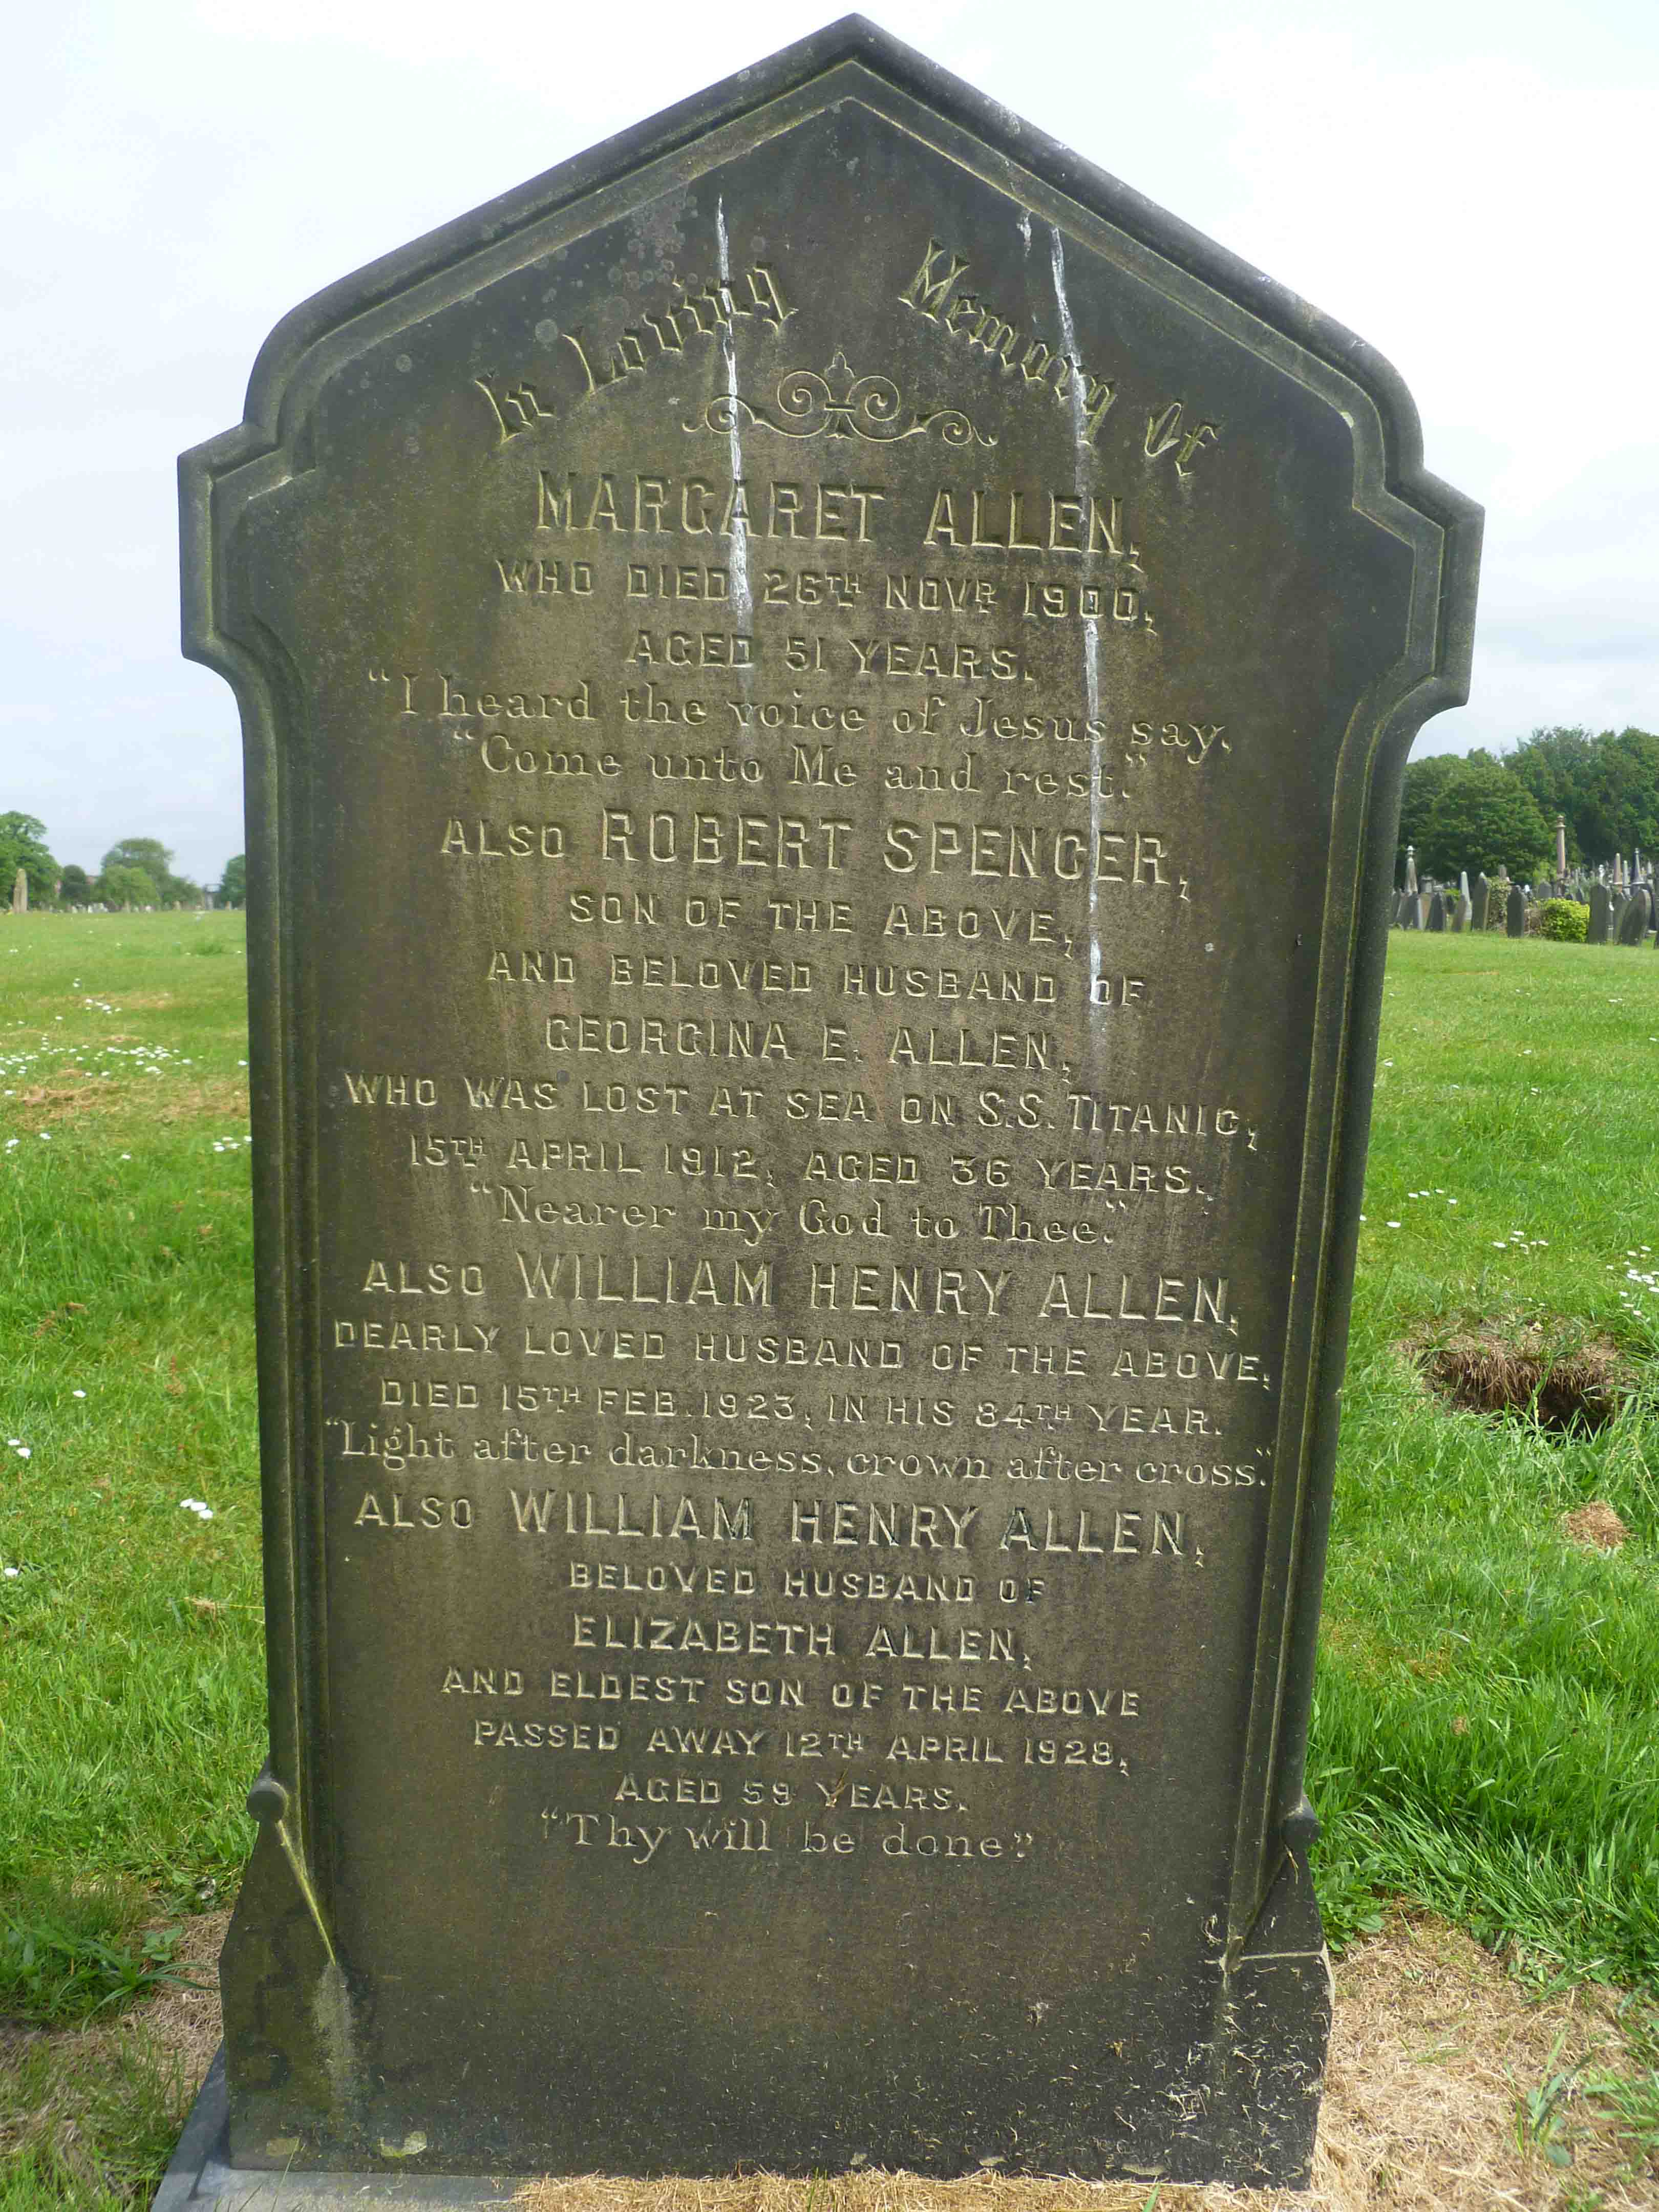 In Loving Memory Of
MARGARET ALLEN,
WHO DIED 26TH NOVR 1900,
AGED 51 YEARS.
"I heard the voice of Jesus say,
"Come unto Me and rest."
ALSO ROBERT SPENCER,
SON OF THE ABOVE,
AND BELOVED HUSBAND OF
GEORGINA E. ALLEN,
WHO WAS LOST AT SEA ON S.S. TITANIC,
15TH APRIL 1912, AGED 36 YEARS.
"Nearer my God to Thee."
ALSO WILLIAM HENRY ALLEN,
DEARLY LOVED HUSBAND OF THE ABOVE,
DIED 15TH FEB. 1923, IN HIS 84TH YEAR.
"Light after darkness, crown after cross."
ALSO WILLIAM HENRY ALLEN,
BELOVED HUSBAND OF
ELIZABETH ALLEN,
AND ELDEST SON OF THE ABOVE
PASSED AWAY 12TH APRIL 1928,
AGED 59 YEARS.
"Thy will be done."